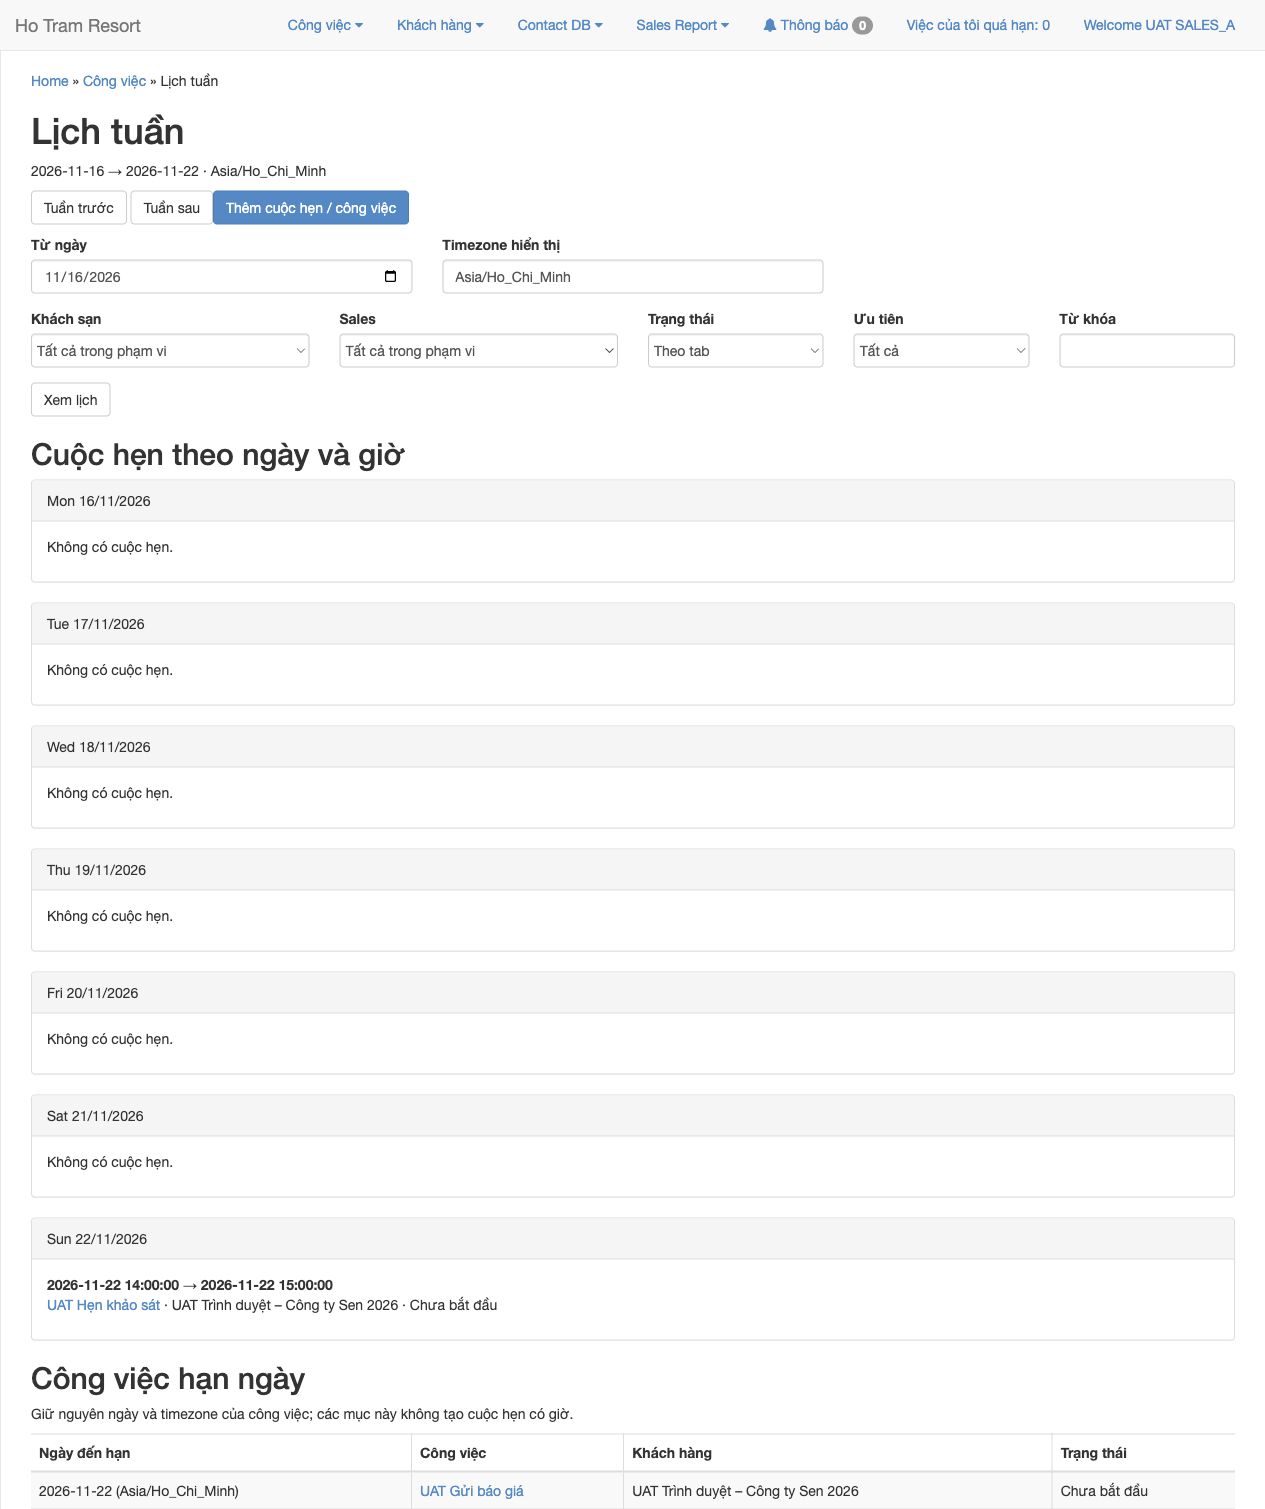 Ho Tram Resort Công việc Khách hàng Contact DB Sales Report Thông báo 0 Việc của tôi quá hạn: 0 Welcome UAT SALES_A
Home » Công việc » Lịch tuần
Lịch tuần
2026-11-16 → 2026-11-22 · Asia/Ho_Chi_Minh
Tuần trước Tuần sau Thêm cuộc hẹn / công việc
Từ ngày Timezone hiển thị
11/16/2026 Asia/Ho_Chi_Minh
Khách sạn Sales Trạng thái Ưu tiên Từ khóa
Tất cả trong phạm vi Tất cả trong phạm vi Theo tab Tất cả
Xem lịch
Cuộc hẹn theo ngày và giờ
Mon 16/11/2026
Không có cuộc hẹn.
Tue 17/11/2026
Không có cuộc hẹn.
Wed 18/11/2026
Không có cuộc hẹn.
Thu 19/11/2026
Không có cuộc hẹn.
Fri 20/11/2026
Không có cuộc hẹn.
Sat 21/11/2026
Không có cuộc hẹn.
Sun 22/11/2026
2026-11-22 14:00:00 → 2026-11-22 15:00:00
UAT Hẹn khảo sát · UAT Trình duyệt – Công ty Sen 2026 · Chưa bắt đầu
Công việc hạn ngày
Giữ nguyên ngày và timezone của công việc; các mục này không tạo cuộc hẹn có giờ.
Ngày đến hạn Công việc Khách hàng Trạng thái
2026-11-22 (Asia/Ho_Chi_Minh) UAT Gửi báo giá UAT Trình duyệt – Công ty Sen 2026 Chưa bắt đầu